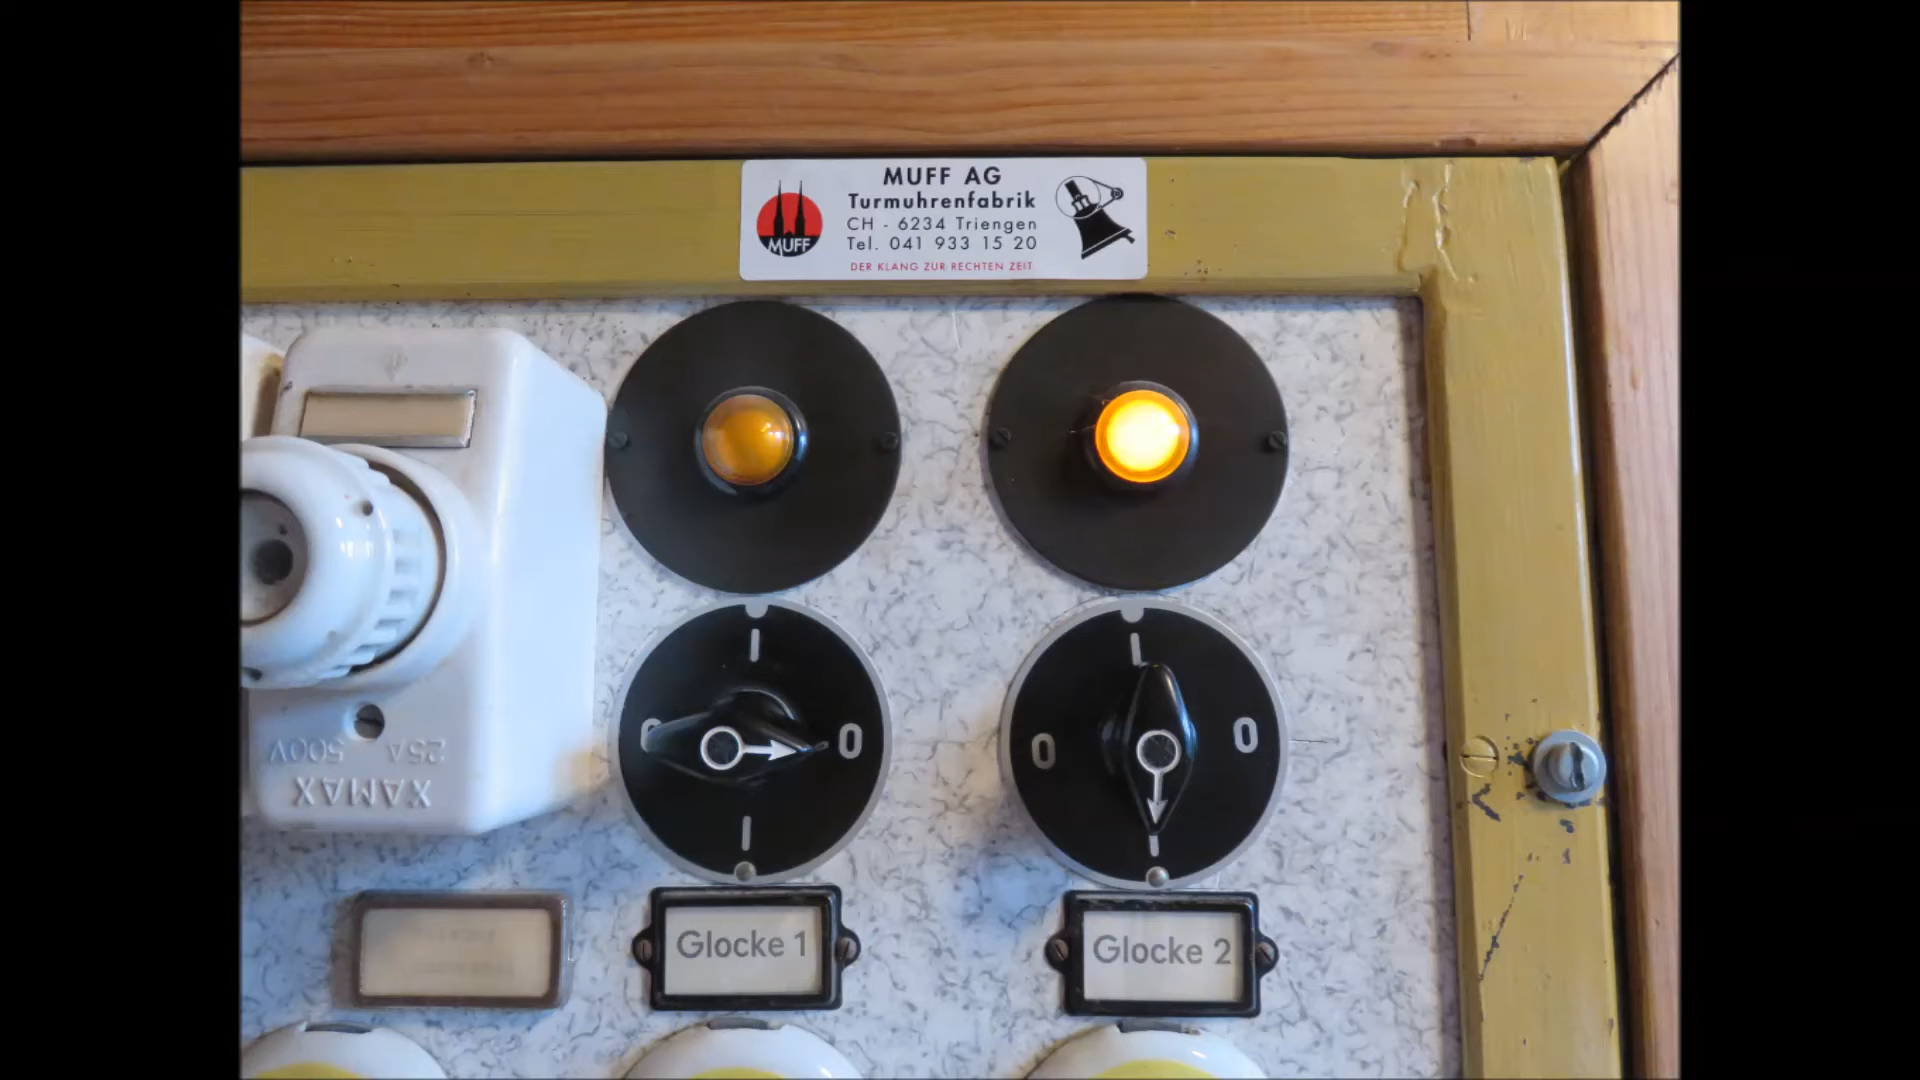 MUFF AG
Turmuhrenfabrik
CH - 6234 Triengen
Tel. 041 933 15 20
DER KLANG ZUR RECHTEN ZEIT
MUFF
25A 500V
XAMAX
0 0
0 0
Glocke 1
Glocke 2